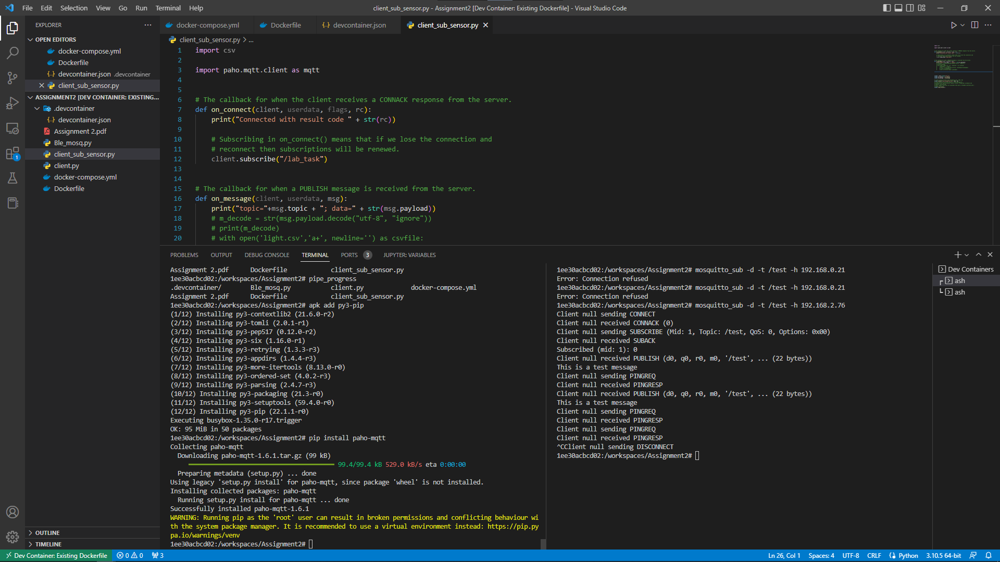 File Edit Selection View Go Run Terminal Help
client_sub_sensor.py - Assignment2 [Dev Container: Existing Dockerfile] - Visual Studio Code
EXPLORER
OPEN EDITORS
docker-compose.yml
Dockerfile
devcontainer.json .devcontainer
client_sub_sensor.py
ASSIGNMENT2 [DEV CONTAINER: EXISTING...
.devcontainer
devcontainer.json
Assignment 2.pdf
Ble_mosq.py
client_sub_sensor.py
client.py
docker-compose.yml
Dockerfile
1
OUTLINE
TIMELINE
docker-compose.yml Dockerfile devcontainer.json client_sub_sensor.py
client_sub_sensor.py > ...
1 import csv
2
3 import paho.mqtt.client as mqtt
4
5
6 # The callback for when the client receives a CONNACK response from the server.
7 def on_connect(client, userdata, flags, rc):
8 print("Connected with result code " + str(rc))
9
10 # Subscribing in on_connect() means that if we lose the connection and
11 # reconnect then subscriptions will be renewed.
12 client.subscribe("/lab_task")
13
14
15 # The callback for when a PUBLISH message is received from the server.
16 def on_message(client, userdata, msg):
17 print("topic="+msg.topic + "; data=" + str(msg.payload))
18 # m_decode = str(msg.payload.decode("utf-8", "ignore"))
19 # print(m_decode)
20 # with open('light.csv','a+', newline='') as csvfile:
PROBLEMS OUTPUT DEBUG CONSOLE TERMINAL PORTS 3 JUPYTER: VARIABLES
Assignment 2.pdf Dockerfile client_sub_sensor.py
1ee30acbcd02:/workspaces/Assignment2# pipe_progress
.devcontainer/ Ble_mosq.py client.py docker-compose.yml
Assignment 2.pdf Dockerfile client_sub_sensor.py
1ee30acbcd02:/workspaces/Assignment2# apk add py3-pip
(1/12) Installing py3-contextlib2 (21.6.0-r2)
(2/12) Installing py3-tomli (2.0.1-r1)
(3/12) Installing py3-pep517 (0.12.0-r2)
(4/12) Installing py3-six (1.16.0-r1)
(5/12) Installing py3-retrying (1.3.3-r3)
(6/12) Installing py3-appdirs (1.4.4-r3)
(7/12) Installing py3-more-itertools (8.13.0-r0)
(8/12) Installing py3-ordered-set (4.0.2-r3)
(9/12) Installing py3-parsing (2.4.7-r3)
(10/12) Installing py3-packaging (21.3-r0)
(11/12) Installing py3-setuptools (59.4.0-r0)
(12/12) Installing py3-pip (22.1.1-r0)
Executing busybox-1.35.0-r17.trigger
OK: 95 MiB in 50 packages
1ee30acbcd02:/workspaces/Assignment2# pip install paho-mqtt
Collecting paho-mqtt
Downloading paho-mqtt-1.6.1.tar.gz (99 kB)
99.4/99.4 kB 529.0 kB/s eta 0:00:00
Preparing metadata (setup.py) ... done
Using legacy 'setup.py install' for paho-mqtt, since package 'wheel' is not installed.
Installing collected packages: paho-mqtt
Running setup.py install for paho-mqtt ... done
Successfully installed paho-mqtt-1.6.1
WARNING: Running pip as the 'root' user can result in broken permissions and conflicting behaviour wi
th the system package manager. It is recommended to use a virtual environment instead: https://pip.py
pa.io/warnings/venv
1ee30acbcd02:/workspaces/Assignment2#
1ee30acbcd02:/workspaces/Assignment2# mosquitto_sub -d -t /test -h 192.168.0.21
Error: Connection refused
1ee30acbcd02:/workspaces/Assignment2# mosquitto_sub -d -t /test -h 192.168.0.21
Error: Connection refused
1ee30acbcd02:/workspaces/Assignment2# mosquitto_sub -d -t /test -h 192.168.2.76
Client null sending CONNECT
Client null received CONNACK (0)
Client null sending SUBSCRIBE (Mid: 1, Topic: /test, QoS: 0, Options: 0x00)
Client null received SUBACK
Subscribed (mid: 1): 0
Client null received PUBLISH (d0, q0, r0, m0, '/test', ... (22 bytes))
This is a test message
Client null sending PINGREQ
Client null received PINGRESP
Client null received PUBLISH (d0, q0, r0, m0, '/test', ... (22 bytes))
This is a test message
Client null sending PINGREQ
Client null received PINGRESP
Client null sending PINGREQ
Client null received PINGRESP
^CClient null sending DISCONNECT
1ee30acbcd02:/workspaces/Assignment2#
Dev Containers
ash
ash
Dev Container: Existing Dockerfile 0 0 3
Ln 26, Col 1 Spaces: 4 UTF-8 CRLF Python 3.10.5 64-bit